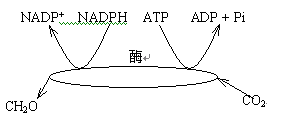 NADP⁺ NADPH ATP ADP + Pi
酶↵
CH₂O CO₂